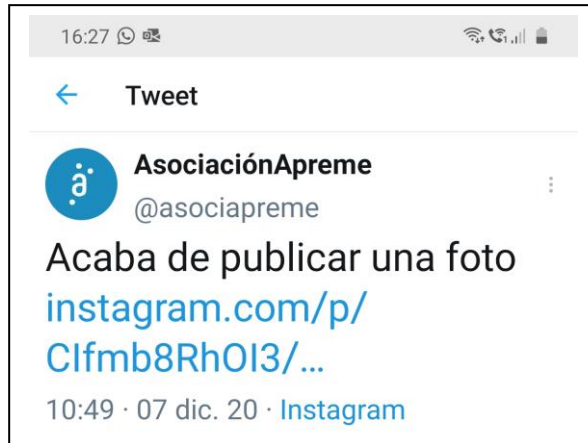 16:27
Tweet
AsociaciónApreme
@asociapreme
Acaba de publicar una foto
instagram.com/p/
CIfmb8RhOI3/...
10:49 · 07 dic. 20 · Instagram